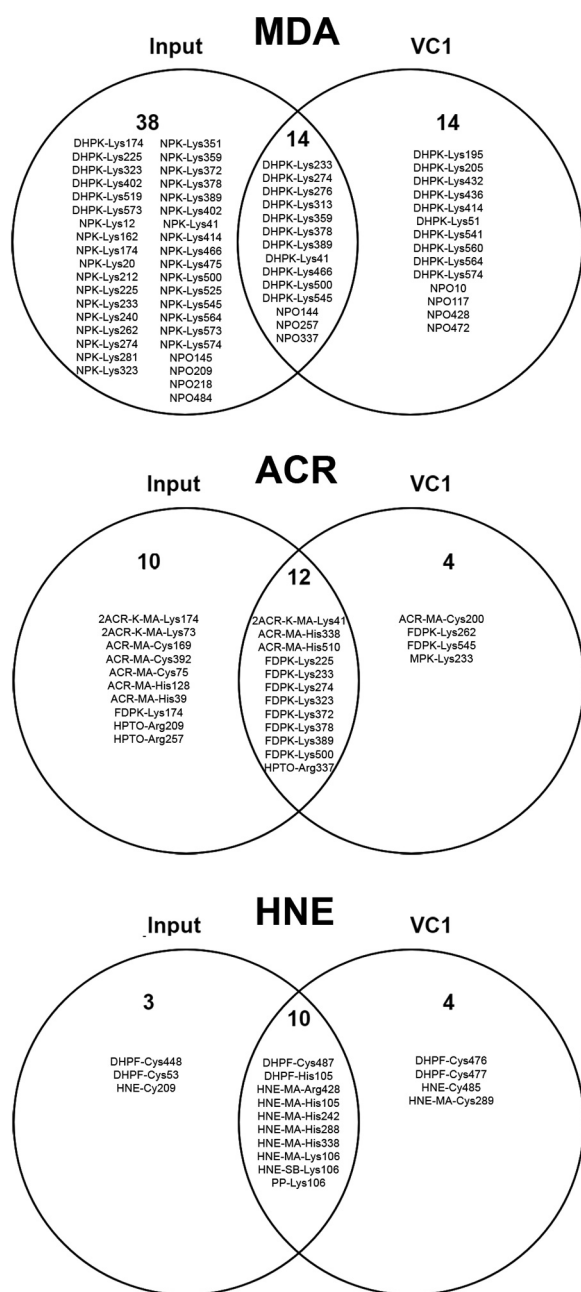 MDA
Input
VC1
38
DHPK-Lys174
DHPK-Lys225
DHPK-Lys323
DHPK-Lys402
DHPK-Lys519
DHPK-Lys573
NPK-Lys12
NPK-Lys162
NPK-Lys174
NPK-Lys20
NPK-Lys212
NPK-Lys225
NPK-Lys233
NPK-Lys240
NPK-Lys262
NPK-Lys274
NPK-Lys281
NPK-Lys323
NPK-Lys351
NPK-Lys359
NPK-Lys372
NPK-Lys378
NPK-Lys389
NPK-Lys402
NPK-Lys41
NPK-Lys414
NPK-Lys466
NPK-Lys475
NPK-Lys500
NPK-Lys525
NPK-Lys545
NPK-Lys564
NPK-Lys573
NPK-Lys574
NPO145
NPO209
NPO218
NPO484
14
DHPK-Lys233
DHPK-Lys274
DHPK-Lys276
DHPK-Lys313
DHPK-Lys359
DHPK-Lys378
DHPK-Lys389
DHPK-Lys41
DHPK-Lys466
DHPK-Lys500
DHPK-Lys545
NPO144
NPO257
NPO337
14
DHPK-Lys195
DHPK-Lys205
DHPK-Lys432
DHPK-Lys436
DHPK-Lys414
DHPK-Lys51
DHPK-Lys541
DHPK-Lys560
DHPK-Lys564
DHPK-Lys574
NPO10
NPO117
NPO428
NPO472
ACR
Input
VC1
10
2ACR-K-MA-Lys174
2ACR-K-MA-Lys73
ACR-MA-Cys169
ACR-MA-Cys392
ACR-MA-Cys75
ACR-MA-His128
ACR-MA-His39
FDPK-Lys174
HPTO-Arg209
HPTO-Arg257
12
2ACR-K-MA-Lys41
ACR-MA-His338
ACR-MA-His510
FDPK-Lys225
FDPK-Lys233
FDPK-Lys274
FDPK-Lys323
FDPK-Lys372
FDPK-Lys378
FDPK-Lys389
FDPK-Lys500
HPTO-Arg337
4
ACR-MA-Cys200
FDPK-Lys262
FDPK-Lys545
MPK-Lys233
HNE
Input
VC1
3
DHPF-Cys448
DHPF-Cys53
HNE-Cy209
10
DHPF-Cys487
DHPF-His105
HNE-MA-Arg428
HNE-MA-His105
HNE-MA-His242
HNE-MA-His288
HNE-MA-His338
HNE-MA-Lys106
HNE-SB-Lys106
PP-Lys106
4
DHPF-Cys476
DHPF-Cys477
HNE-Cy485
HNE-MA-Cys289